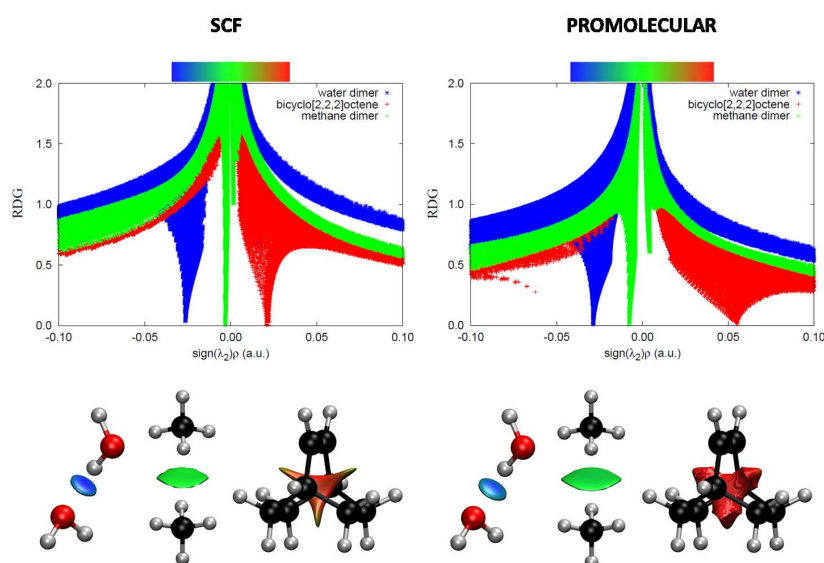 SCF
PROMOLECULAR
2.0
1.5
1.0
0.5
0.0
RDG
-0.10
-0.05
0.00
0.05
0.10
sign(λ2)ρ (a.u.)
water dimer
bicyclo[2,2,2]octene
methane dimer
2.0
1.5
1.0
0.5
0.0
RDG
-0.10
-0.05
0.00
0.05
0.10
sign(λ2)ρ (a.u.)
water dimer
bicyclo[2,2,2]octene
methane dimer